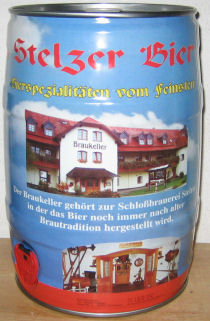 Stelzer Bier
Bierspezialitäten vom Feinsten
Braukeller
Der Braukeller gehört zur Schloßbrauerei
in der das Bier noch immer nach alter
Brautradition hergestellt wird.